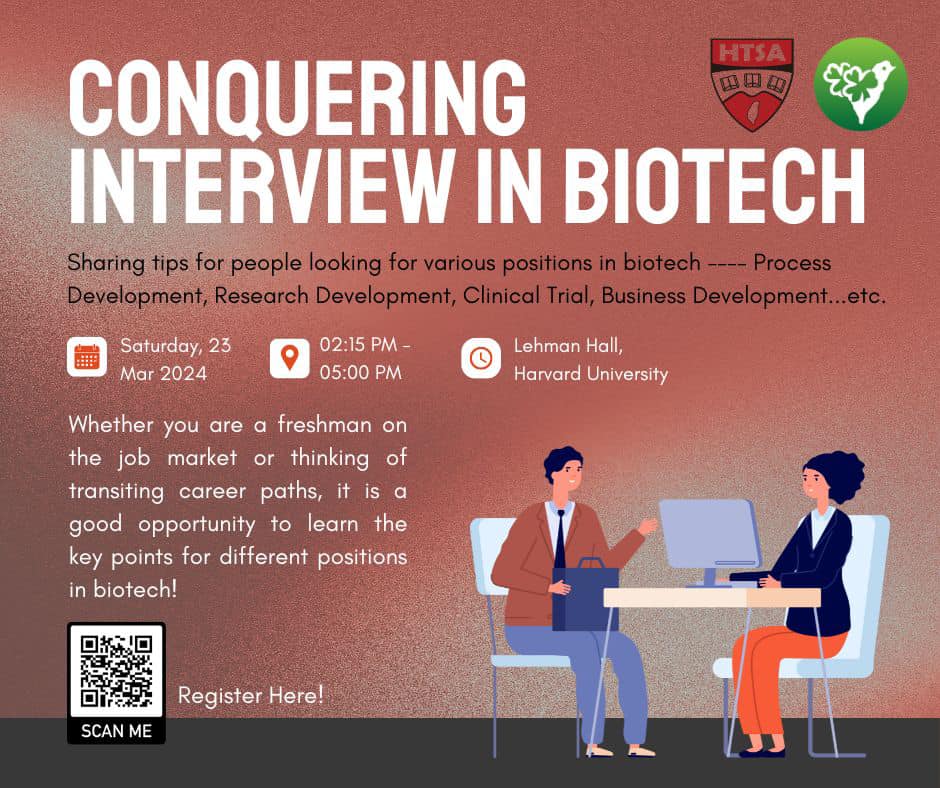 HTSA
CONQUERING
INTERVIEW IN BIOTECH
Sharing tips for people looking for various positions in biotech ---- Process
Development, Research Development, Clinical Trial, Business Development...etc.
Saturday, 23
Mar 2024
02:15 PM -
05:00 PM
Lehman Hall,
Harvard University
Whether you are a freshman on
the job market or thinking of
transiting career paths, it is a
good opportunity to learn the
key points for different positions
in biotech!
Register Here!
SCAN ME